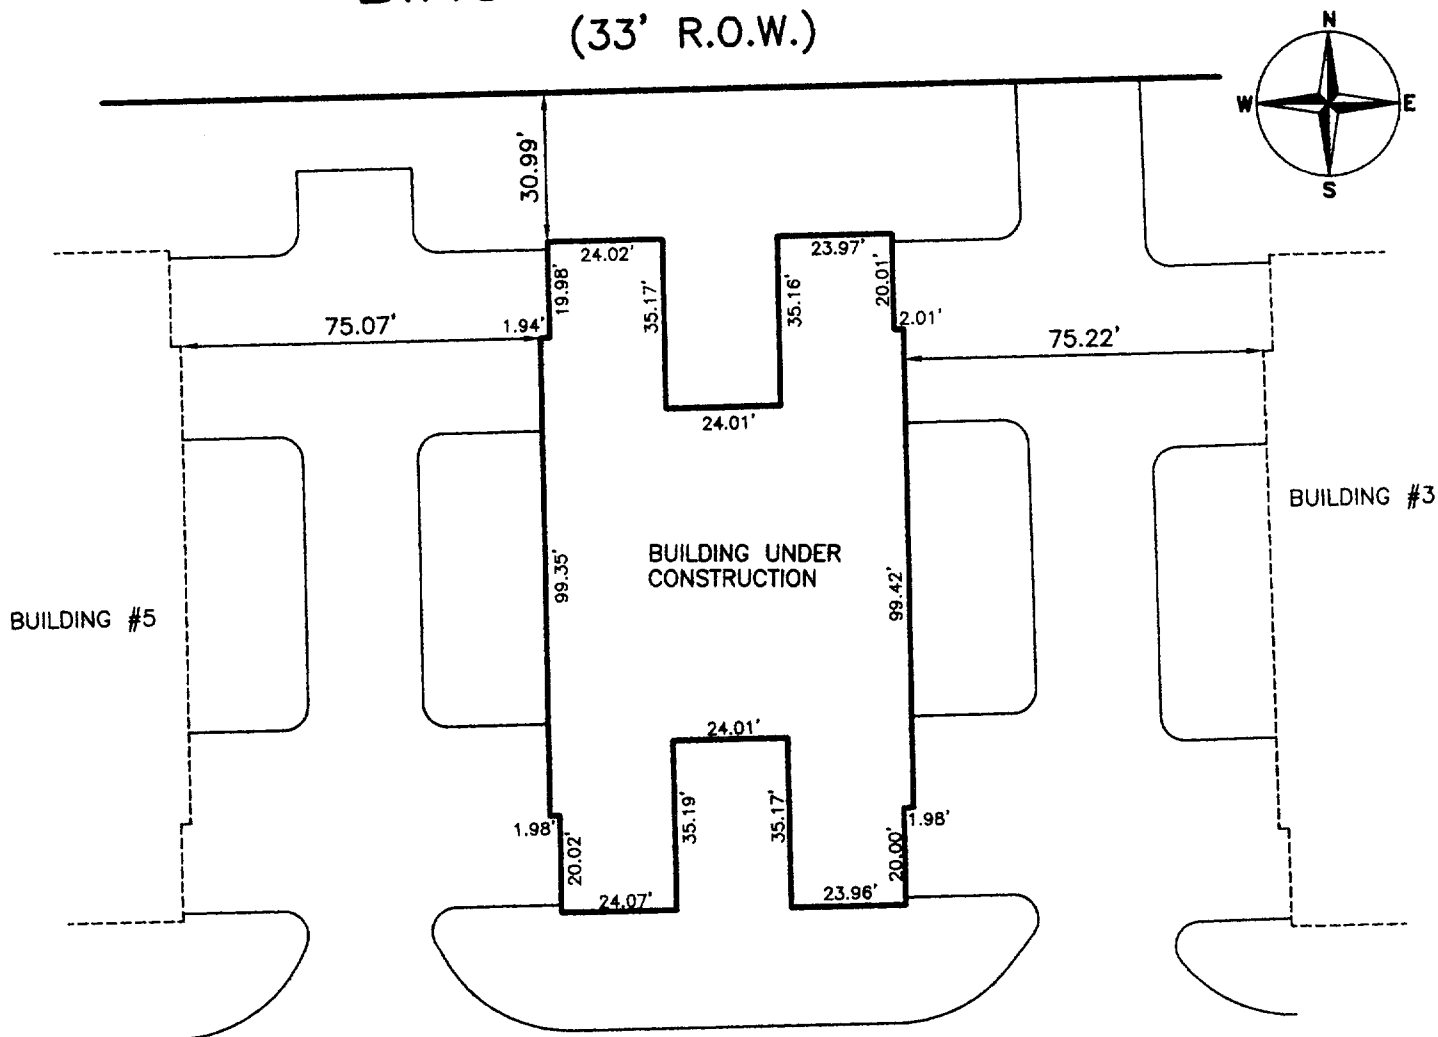 (33' R.O.W.)
N
W E
S
30.99'
24.02'
23.97'
19.98'
35.17'
35.16'
20.01'
75.07'
1.94'
2.01'
75.22'
24.01'
BUILDING #3
BUILDING UNDER
CONSTRUCTION
99.35'
99.42'
BUILDING #5
24.01'
1.98'
20.02'
35.19'
35.17'
20.00'
1.98'
24.07'
23.96'